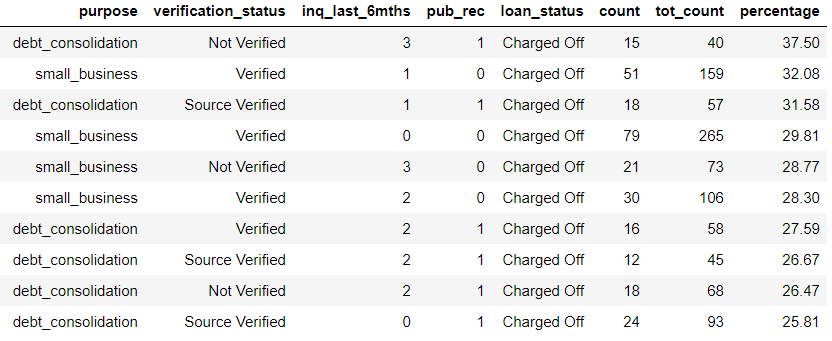 purpose verification_status inq_last_6mths pub_rec loan_status count tot_count percentage
debt_consolidation Not Verified 3 1 Charged Off 15 40 37.50
small_business Verified 1 0 Charged Off 51 159 32.08
debt_consolidation Source Verified 1 1 Charged Off 18 57 31.58
small_business Verified 0 0 Charged Off 79 265 29.81
small_business Not Verified 3 0 Charged Off 21 73 28.77
small_business Verified 2 0 Charged Off 30 106 28.30
debt_consolidation Verified 2 1 Charged Off 16 58 27.59
debt_consolidation Source Verified 2 1 Charged Off 12 45 26.67
debt_consolidation Not Verified 2 1 Charged Off 18 68 26.47
debt_consolidation Source Verified 0 1 Charged Off 24 93 25.81